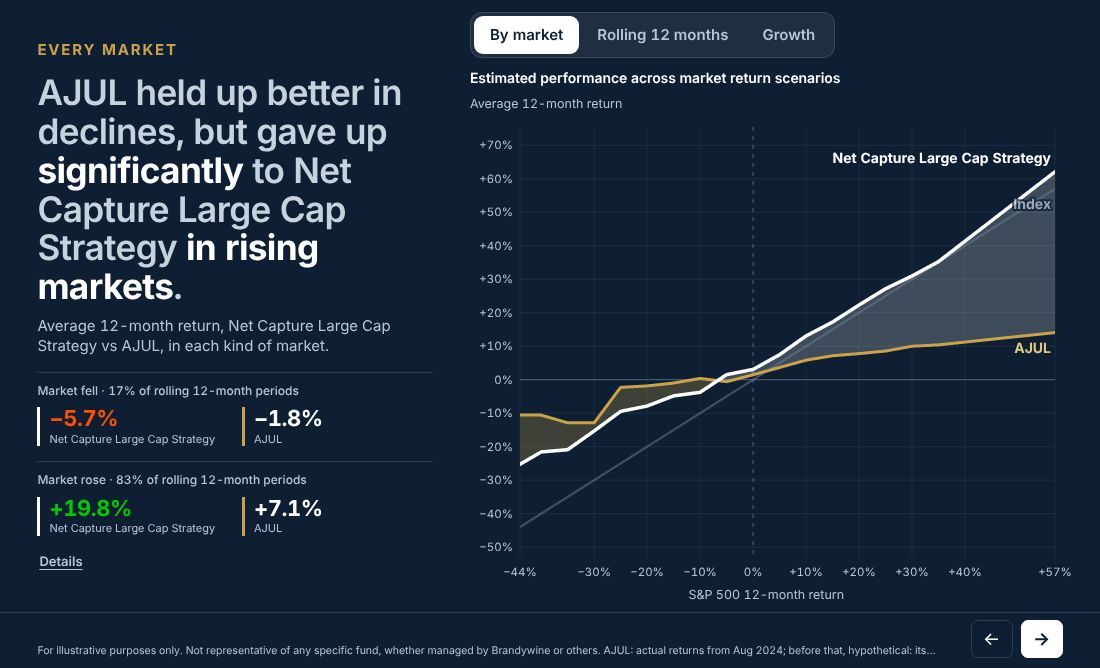 EVERY MARKET
AJUL held up better in
declines, but gave up
significantly to Net
Capture Large Cap
Strategy in rising
markets.
Average 12-month return, Net Capture Large Cap
Strategy vs AJUL, in each kind of market.
Market fell · 17% of rolling 12-month periods
−5.7%
Net Capture Large Cap Strategy
−1.8%
AJUL
Market rose · 83% of rolling 12-month periods
+19.8%
Net Capture Large Cap Strategy
+7.1%
AJUL
Details
By market
Rolling 12 months
Growth
Estimated performance across market return scenarios
Average 12-month return
+70%
+60%
+50%
+40%
+30%
+20%
+10%
0%
−10%
−20%
−30%
−40%
−50%
Net Capture Large Cap Strategy
Index
AJUL
−44% −30% −20% −10% 0% +10% +20% +30% +40% +57%
S&P 500 12-month return
For illustrative purposes only. Not representative of any specific fund, whether managed by Brandywine or others. AJUL: actual returns from Aug 2024; before that, hypothetical: its…